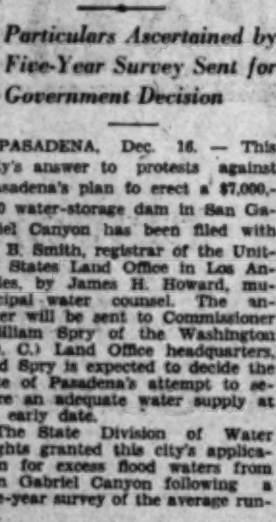 Particulars Ascertained by
Five-Year Survey Sent for
Government Decision
PASADENA, Dec. 16. — This
ty's answer to protests against
asadena's plan to erect a $7,000,-
0 water-storage dam in San Ga-
iel Canyon has been filed with
B. Smith, registrar of the Unit-
States Land Office in Los An-
les, by James H. Howard, mu-
cipal water counsel. The an-
er will be sent to Commissioner
illiam Spry of the Washington
. C.) Land Office headquarters,
d Spry is expected to decide the
te of Pasadena's attempt to se-
re an adequate water supply at
early date.
The State Division of Water
ghts granted this city's applica-
n for excess flood waters from
n Gabriel Canyon following a
e-year survey of the average run-